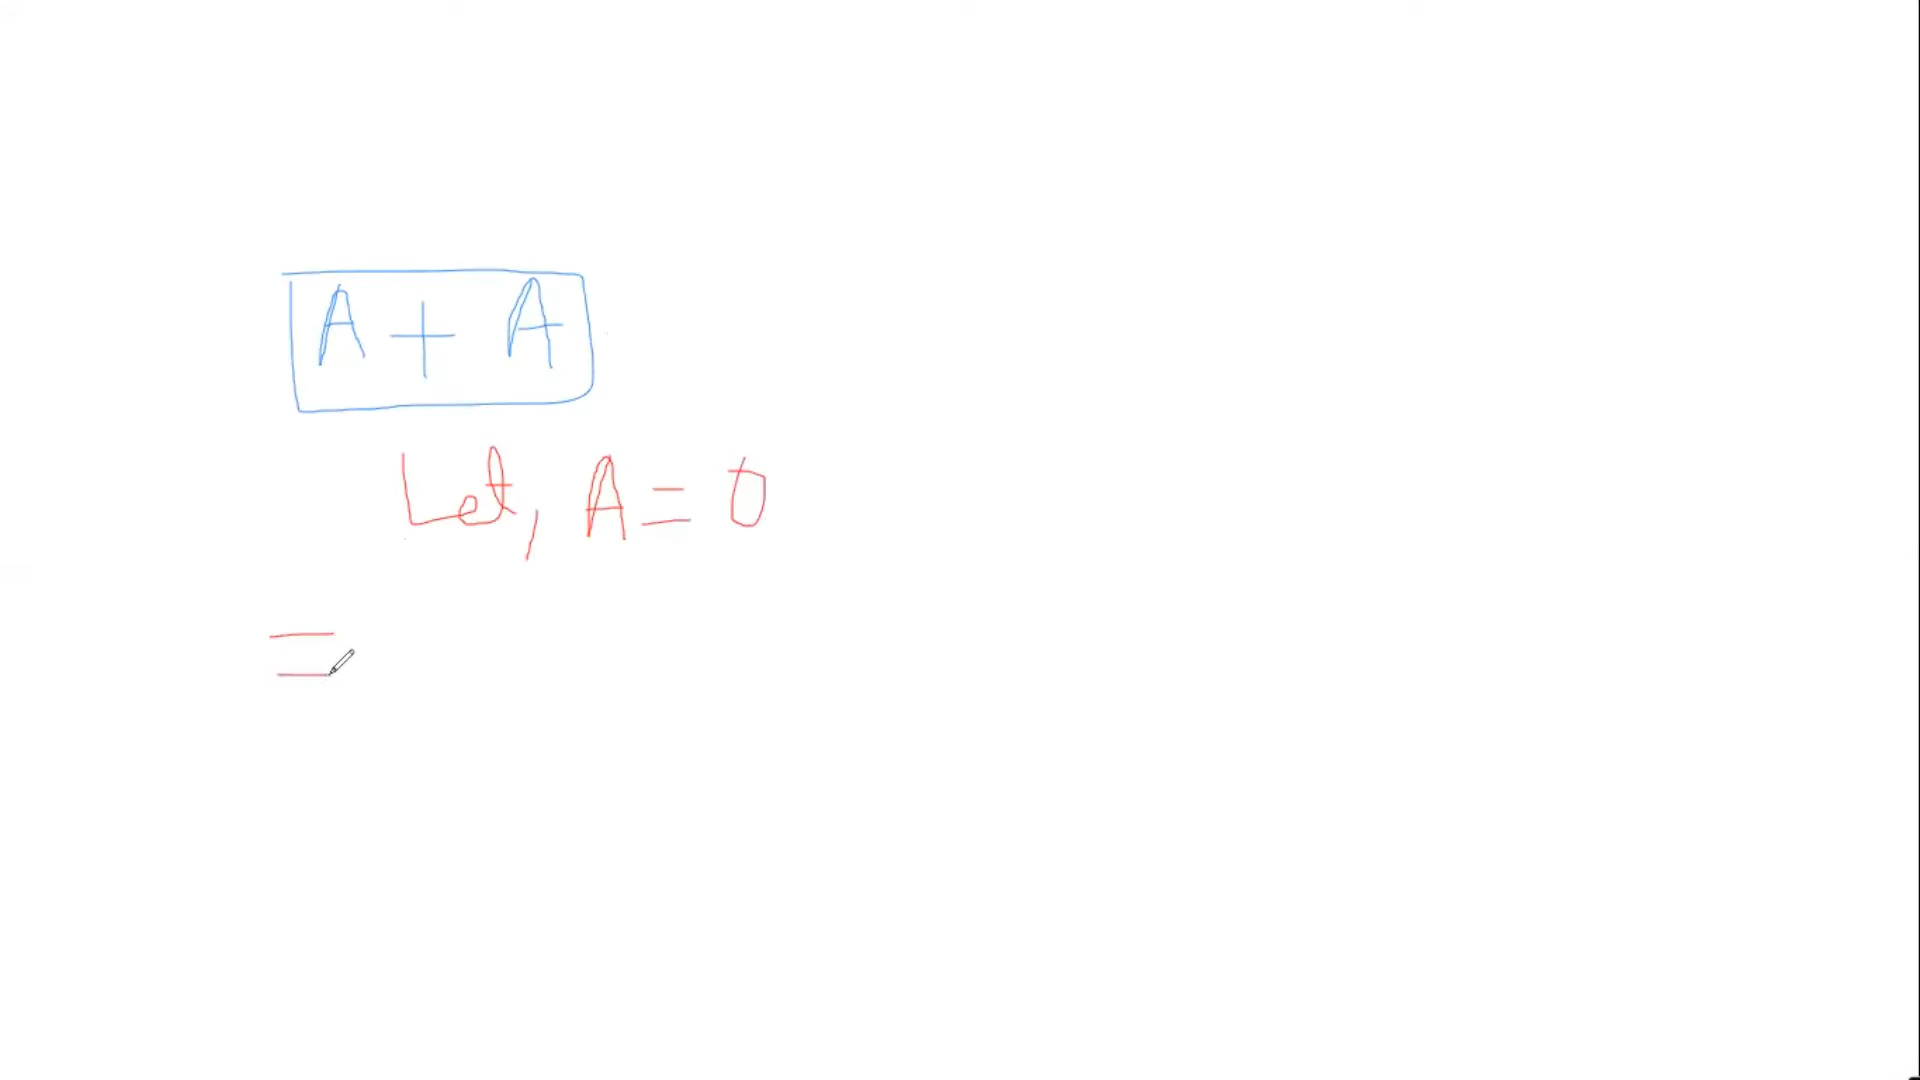 A + A
Let, A = 0
=